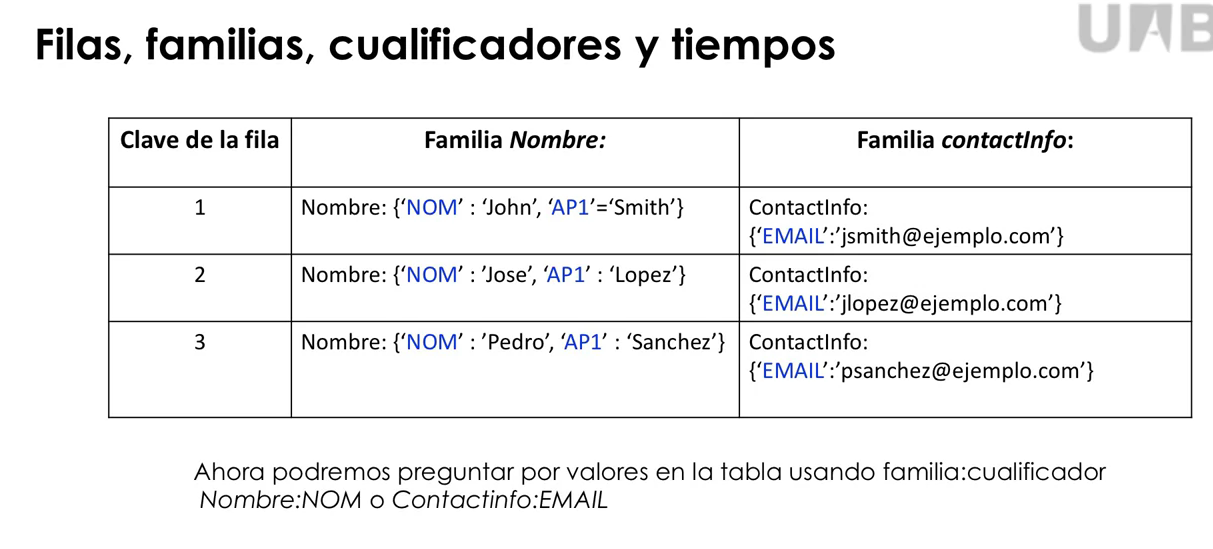 UAB
Filas, familias, cualificadores y tiempos
Clave de la fila Familia Nombre: Familia contactInfo:
1 Nombre: {‘NOM’ : ‘John’, ‘AP1’=‘Smith’} ContactInfo:
{‘EMAIL’:’jsmith@ejemplo.com’}
2 Nombre: {‘NOM’ : ’Jose’, ‘AP1’ : ‘Lopez’} ContactInfo:
{‘EMAIL’:’jlopez@ejemplo.com’}
3 Nombre: {‘NOM’ : ’Pedro’, ‘AP1’ : ‘Sanchez’} ContactInfo:
{‘EMAIL’:’psanchez@ejemplo.com’}
Ahora podremos preguntar por valores en la tabla usando familia:cualificador
Nombre:NOM o Contactinfo:EMAIL